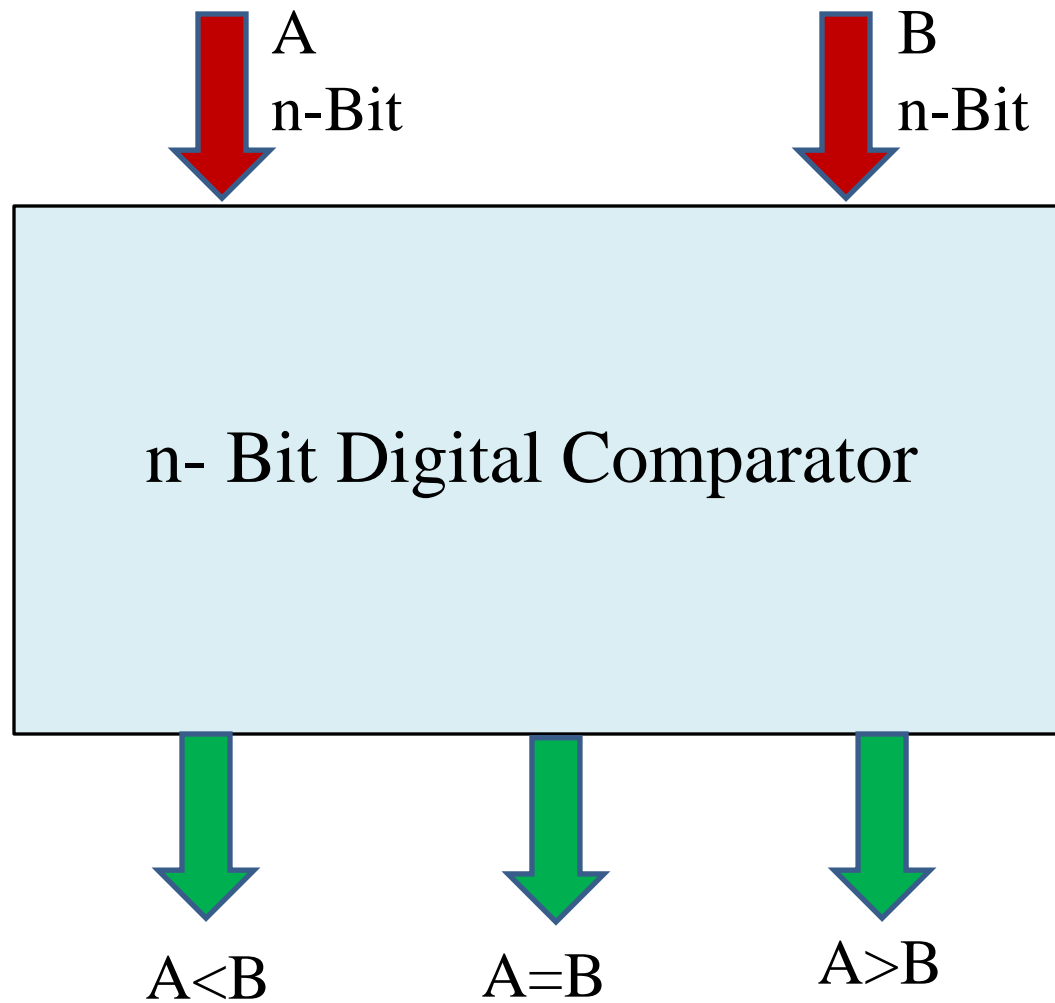 A
n-Bit
B
n-Bit
n- Bit Digital Comparator
A<B
A=B
A>B